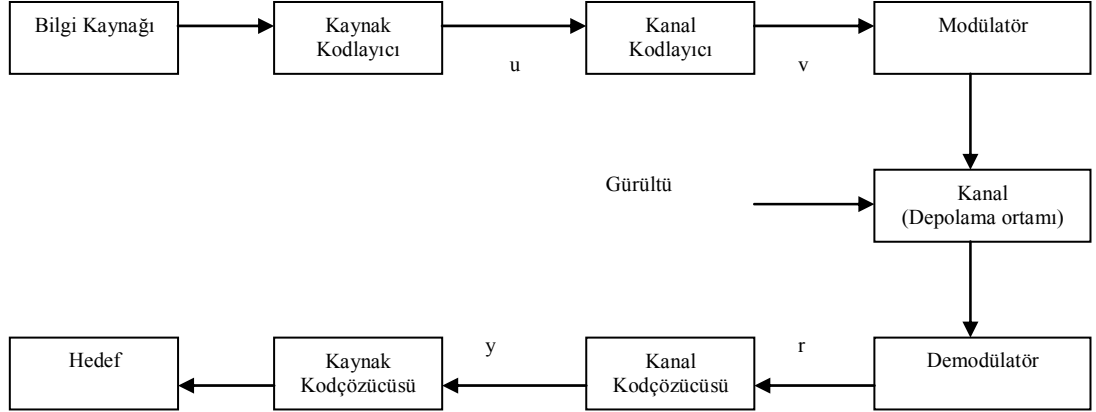 Bilgi Kaynağı
Kaynak
Kodlayıcı
u
Kanal
Kodlayıcı
v
Modülatör
Gürültü
Kanal
(Depolama ortamı)
Hedef
Kaynak
Kodçözücüsü
y
Kanal
Kodçözücüsü
r
Demodülatör